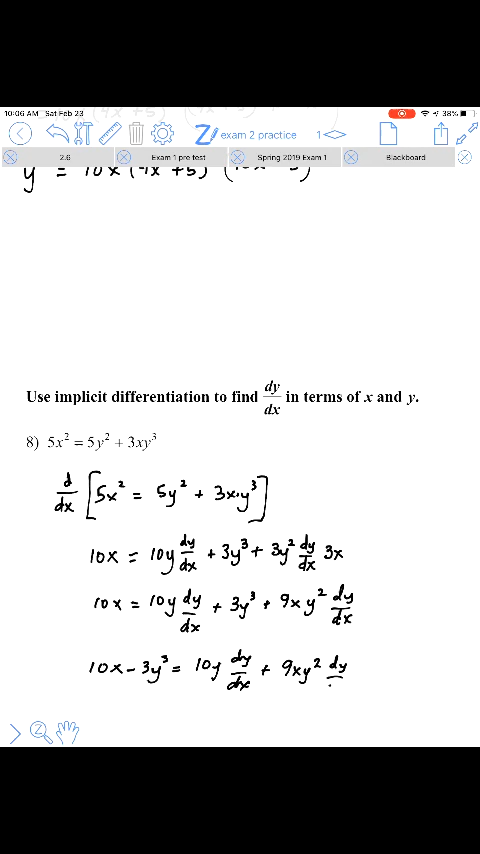 10:06 AM Sat Feb 23 38%
exam 2 practice 1
2.6 Exam 1 pre test Spring 2019 Exam 1 Blackboard
Use implicit differentiation to find dy/dx in terms of x and y.
8) 5x² = 5y² + 3xy³
d/dx [5x² = 5y² + 3x·y³]
10x = 10y dy/dx + 3y³ + 3y² dy/dx 3x
10x = 10y dy/dx + 3y³ + 9xy² dy/dx
10x - 3y³ = 10y dy/dx + 9xy² dy